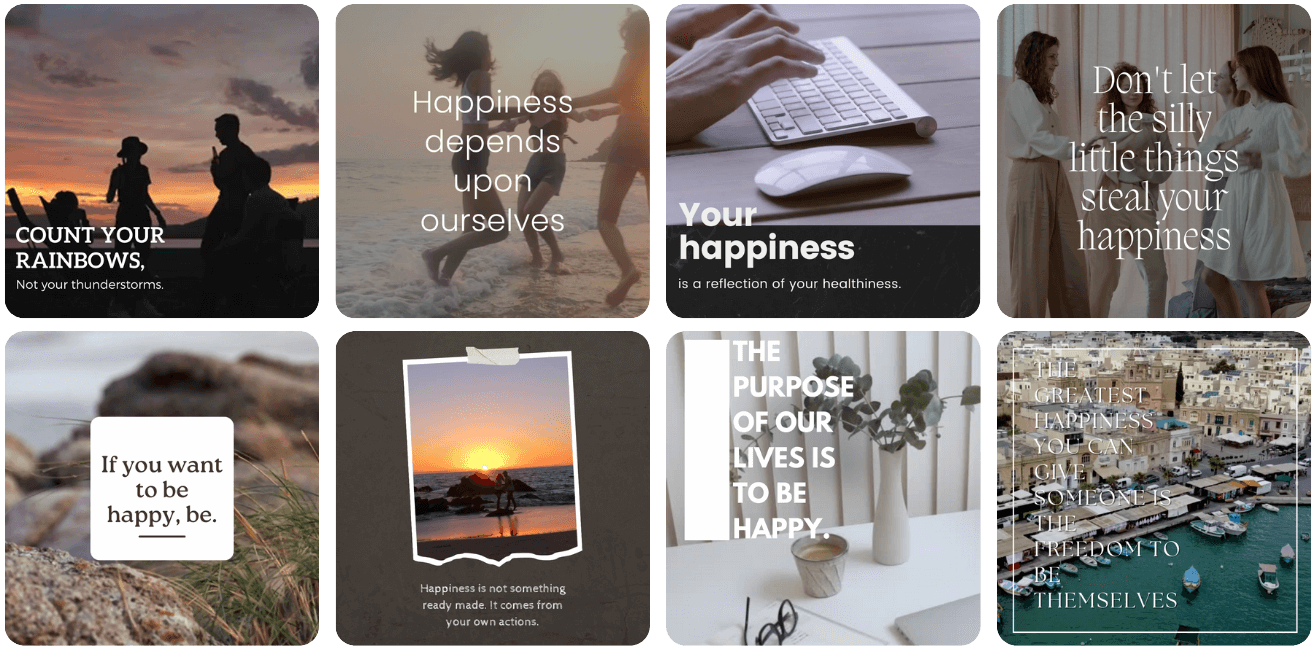 COUNT YOUR
RAINBOWS,
Not your thunderstorms.
Happiness
depends
upon
ourselves
Your
happiness
is a reflection of your healthiness.
Don't let
the silly
little things
steal your
happiness
If you want
to be
happy, be.
Happiness is not something
ready made. It comes from
your own actions.
THE
PURPOSE
OF OUR
LIVES IS
TO BE
HAPPY.
THE
GREATEST
HAPPINESS
YOU CAN
GIVE
SOMEONE IS
THE
FREEDOM TO
BE
THEMSELVES